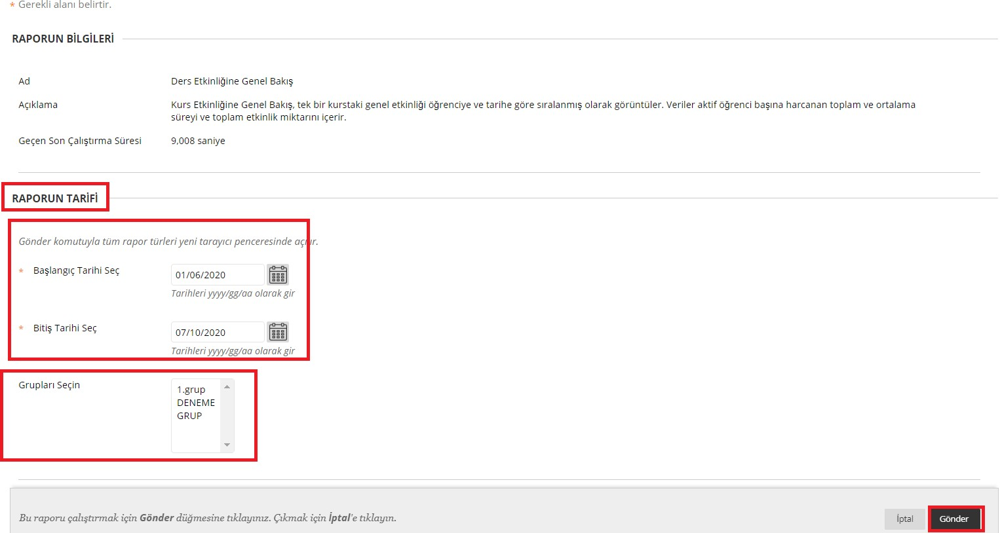 * Gerekli alanı belirtir.
RAPORUN BİLGİLERİ
Ad
Ders Etkinliğine Genel Bakış
Açıklama
Kurs Etkinliğine Genel Bakış, tek bir kurstaki genel etkinliği öğrenciye ve tarihe göre sıralanmış olarak görüntüler. Veriler aktif öğrenci başına harcanan toplam ve ortalama
süreyi ve toplam etkinlik miktarını içerir.
Geçen Son Çalıştırma Süresi
9,008 saniye
RAPORUN TARİFİ
Gönder komutuyla tüm rapor türleri yeni tarayıcı penceresinde açılır.
* Başlangıç Tarihi Seç
01/06/2020
Tarihleri yyyy/gg/aa olarak gir
* Bitiş Tarihi Seç
07/10/2020
Tarihleri yyyy/gg/aa olarak gir
Grupları Seçin
1.grup
DENEME
GRUP
Bu raporu çalıştırmak için Gönder düğmesine tıklayınız. Çıkmak için İptal'e tıklayın.
İptal
Gönder